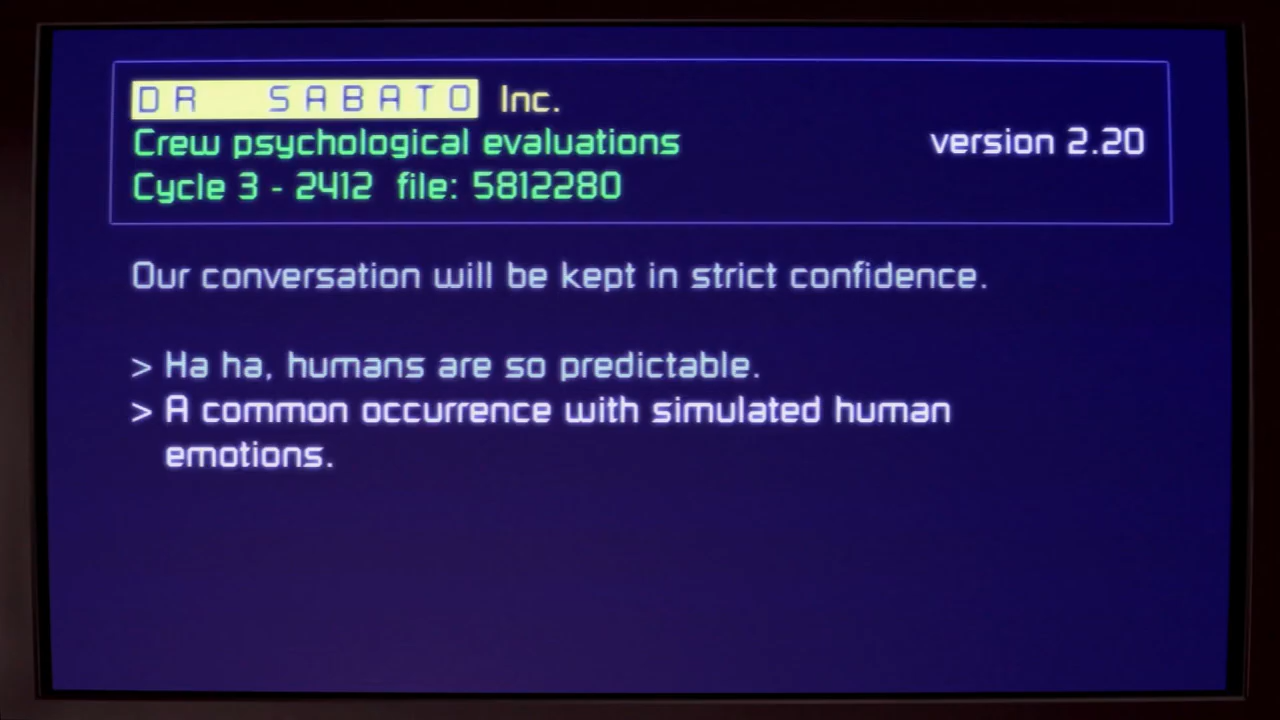 DR SABATO Inc.
Crew psychological evaluations version 2.20
Cycle 3 - 2412 file: 5812280
Our conversation will be kept in strict confidence.
> Ha ha, humans are so predictable.
> A common occurrence with simulated human
emotions.